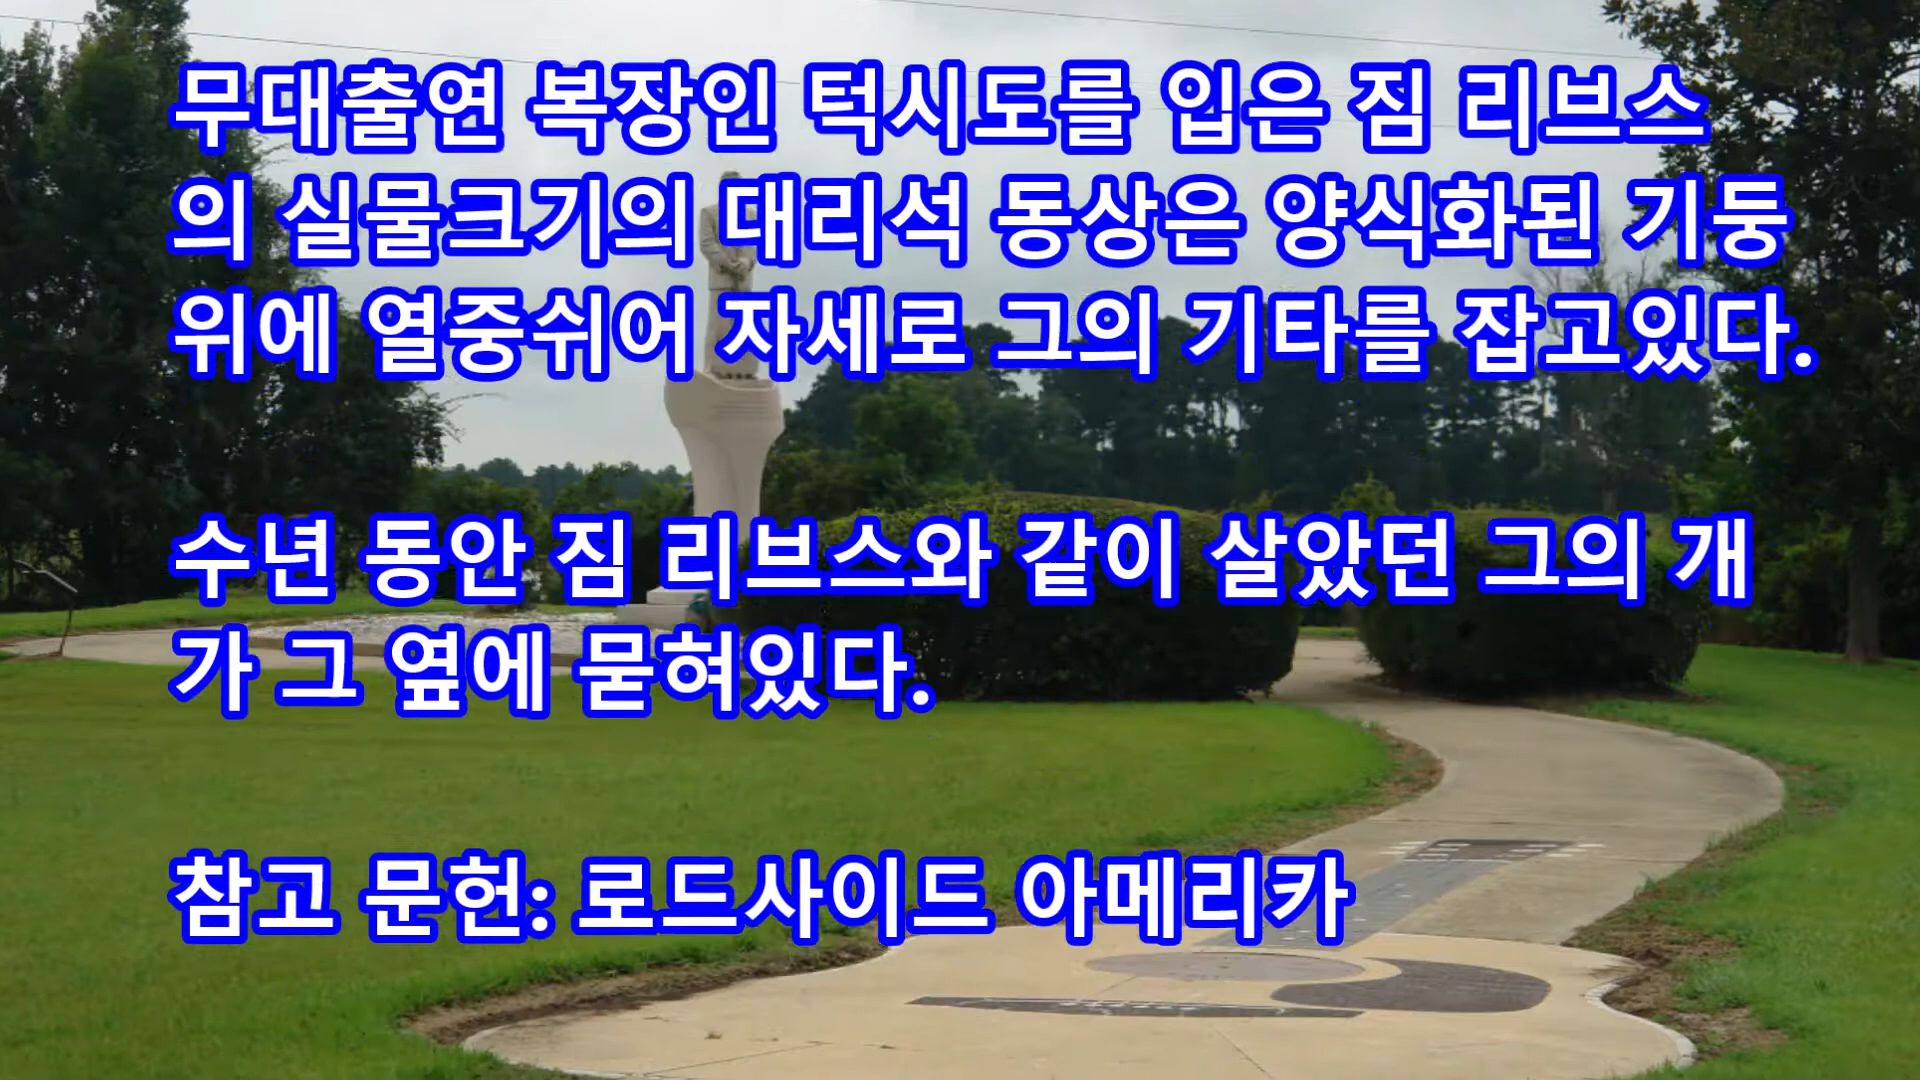 무대출연 복장인 턱시도를 입은 짐 리브스
의 실물크기의 대리석 동상은 양식화된 기둥
위에 열중쉬어 자세로 그의 기타를 잡고있다.
수년 동안 짐 리브스와 같이 살았던 그의 개
가 그 옆에 묻혀있다.
참고 문헌: 로드사이드 아메리카